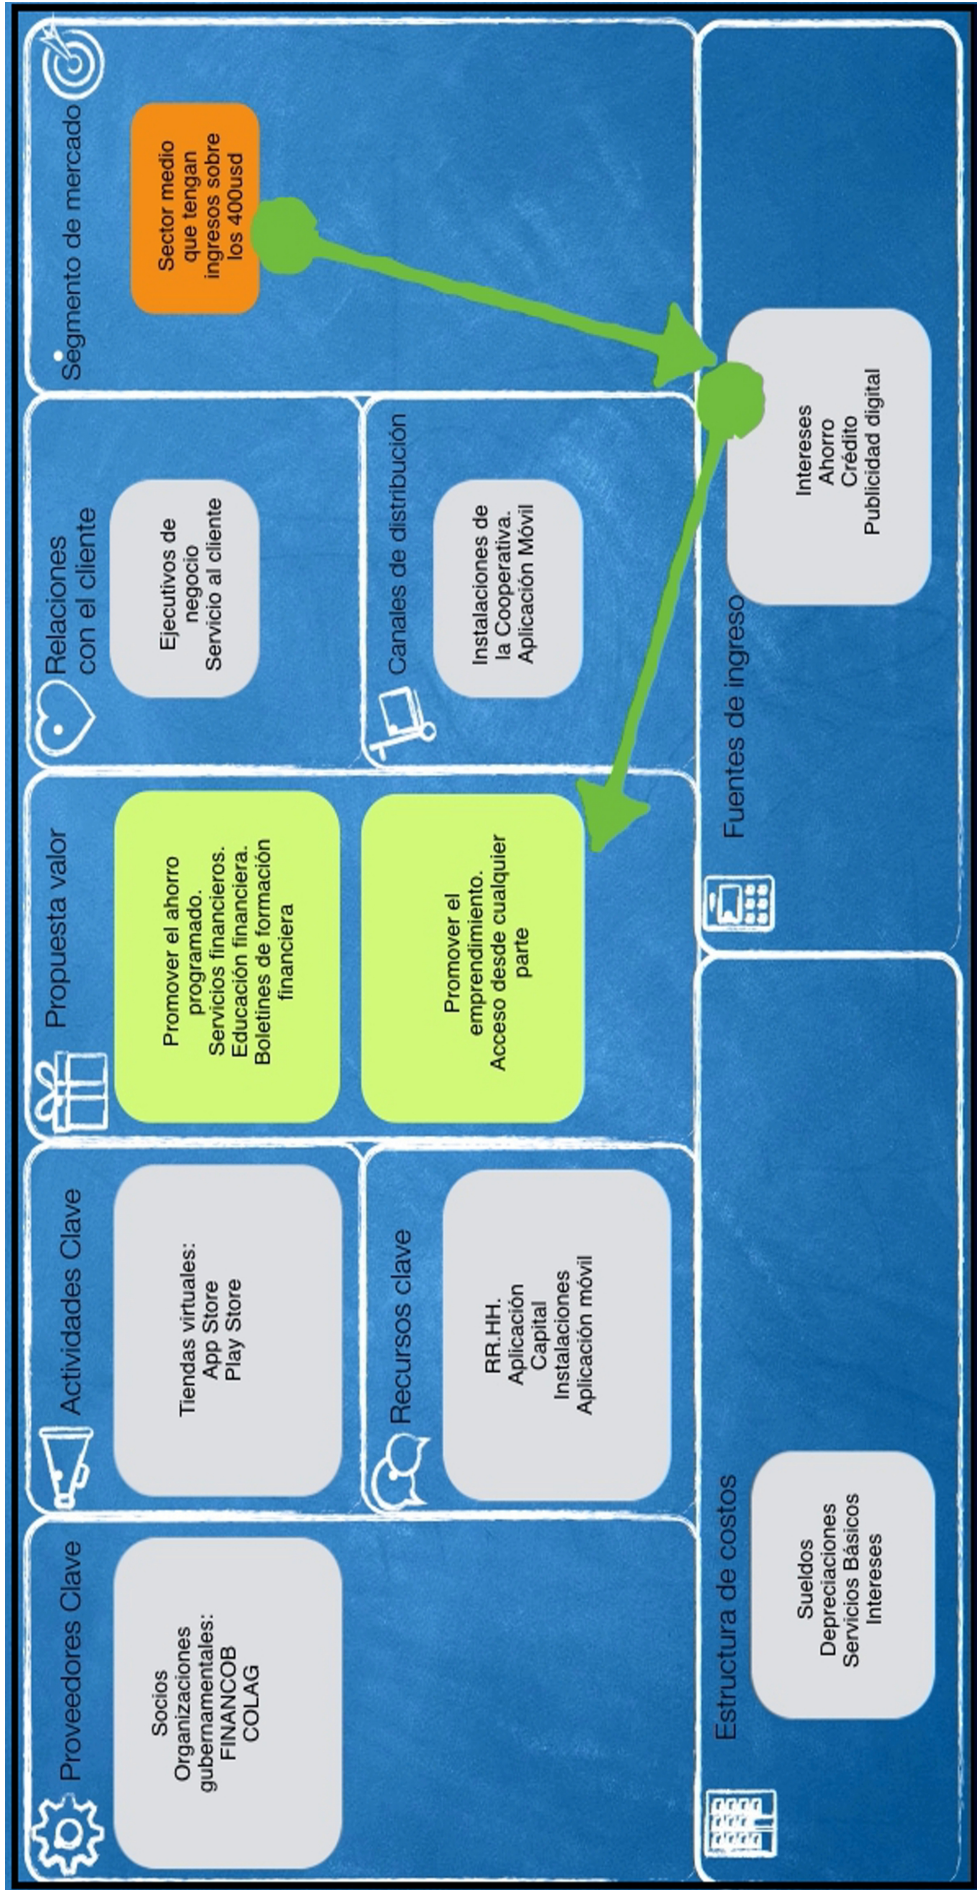 Proveedores Clave
Socios
Organizaciones
gubernamentales:
FINANCOB
COLAG
Actividades Clave
Tiendas virtuales:
App Store
Play Store
Recursos clave
RR.HH.
Aplicación
Capital
Instalaciones
Aplicación móvil
Propuesta valor
Promover el ahorro
programado.
Servicios financieros.
Educación financiera.
Boletines de formación
financiera
Promover el
emprendimiento.
Acceso desde cualquier
parte
Relaciones
con el cliente
Ejecutivos de
negocio
Servicio al cliente
Canales de distribución
Instalaciones de
la Cooperativa.
Aplicación Móvil
Segmento de mercado
Sector medio
que tengan
ingresos sobre
los 400usd
Estructura de costos
Sueldos
Depreciaciones
Servicios Básicos
Intereses
Fuentes de ingreso
Intereses
Ahorro
Crédito
Publicidad digital